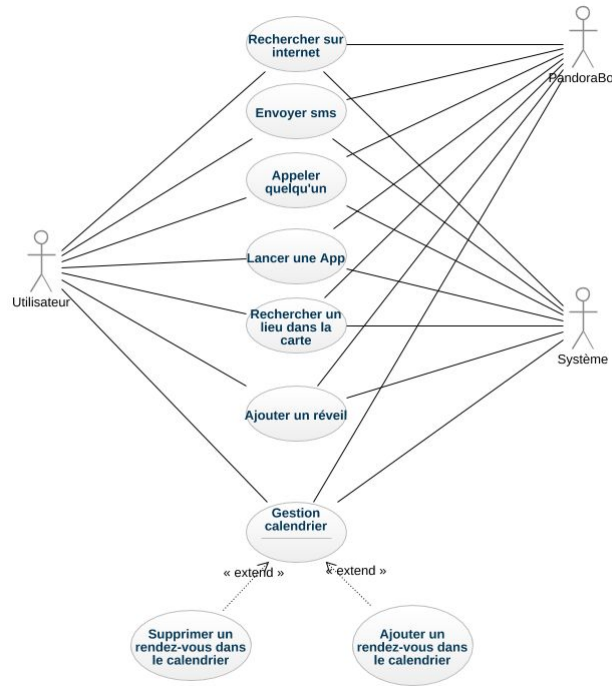 Rechercher sur
internet
PandoraBo
Envoyer sms
Appeler
quelqu'un
Lancer une App
Utilisateur
Rechercher un
lieu dans la
carte
Système
Ajouter un réveil
Gestion
calendrier
« extend »
« extend »
Supprimer un
rendez-vous dans
le calendrier
Ajouter un
rendez-vous dans
le calendrier